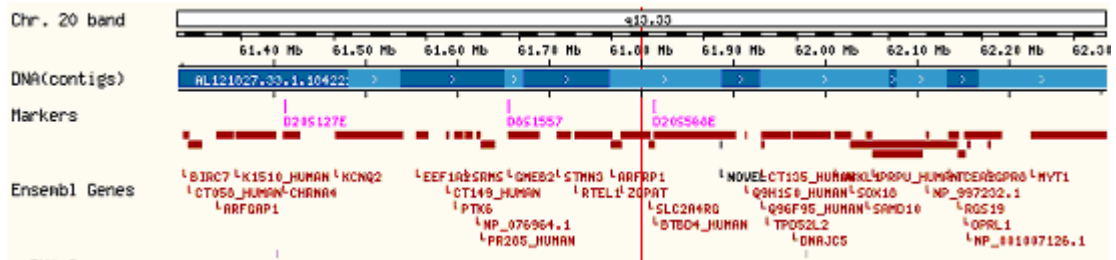 Chr. 20 band q13.33
61.40 Mb 61.50 Mb 61.60 Mb 61.70 Mb 61.80 Mb 61.90 Mb 62.00 Mb 62.10 Mb 62.20 Mb 62.30
DNA(contigs) AL121827.33.1.10422
Markers
D20S127E D8S1557 D20S560E
Ensembl Genes
BIRC7 K1510_HUMAN KCNQ2 SRMS GMEB2 STMN3 ARFRP1 NOVEL CT135_HUMAN PRPU_HUMAN MYT1
CT058_HUMAN CHRNA4 CT149_HUMAN RTEL1 ZGPAT Q9H1S0_HUMAN SOX18 NP_997232.1
ARFGAP1 PTK6 SLC2A4RG Q96F95_HUMAN SAMD10 RGS19
NP_076964.1 BTBD4_HUMAN TPD52L2 OPRL1
PR285_HUMAN DNAJC5 NP_001007126.1